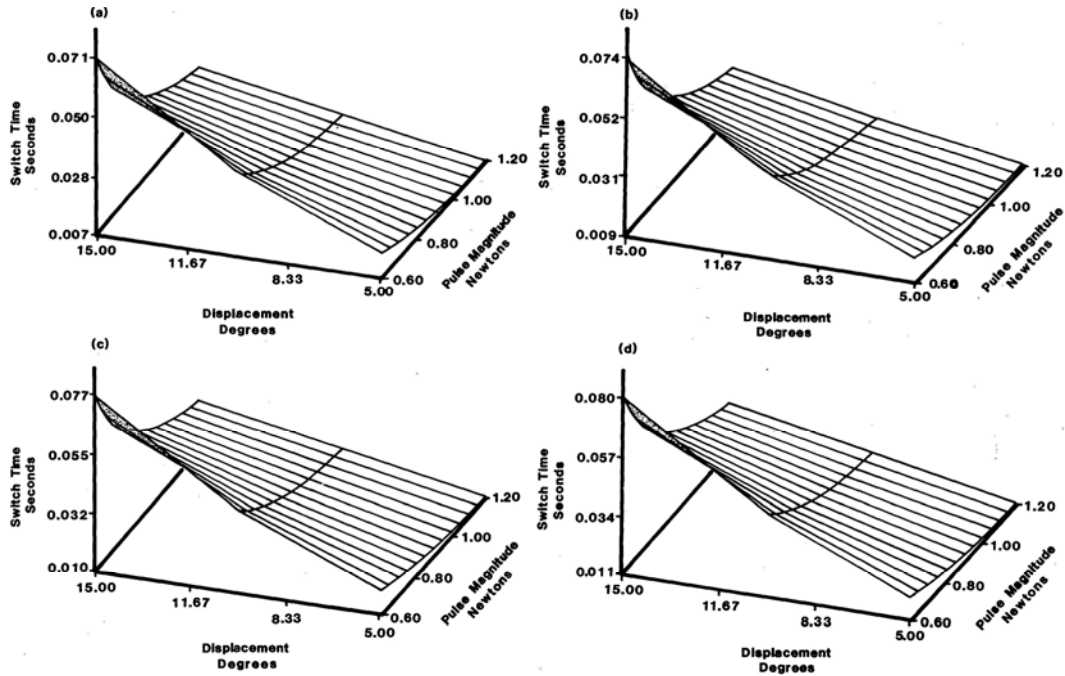 (a)
0.071
0.050
0.028
0.007
Switch Time
Seconds
15.00
11.67
8.33
5.00
Displacement
Degrees
0.60
0.80
1.00
1.20
Pulse Magnitude
Newtons
(b)
0.074
0.052
0.031
0.009
Switch Time
Seconds
15.00
11.67
8.33
5.00
Displacement
Degrees
0.60
0.80
1.00
1.20
Pulse Magnitude
Newtons
(c)
0.077
0.055
0.032
0.010
Switch Time
Seconds
15.00
11.67
8.33
5.00
Displacement
Degrees
0.60
0.80
1.00
1.20
Pulse Magnitude
Newtons
(d)
0.080
0.057
0.034
0.011
Switch Time
Seconds
15.00
11.67
8.33
5.00
Displacement
Degrees
0.60
0.80
1.00
1.20
Pulse Magnitude
Newtons